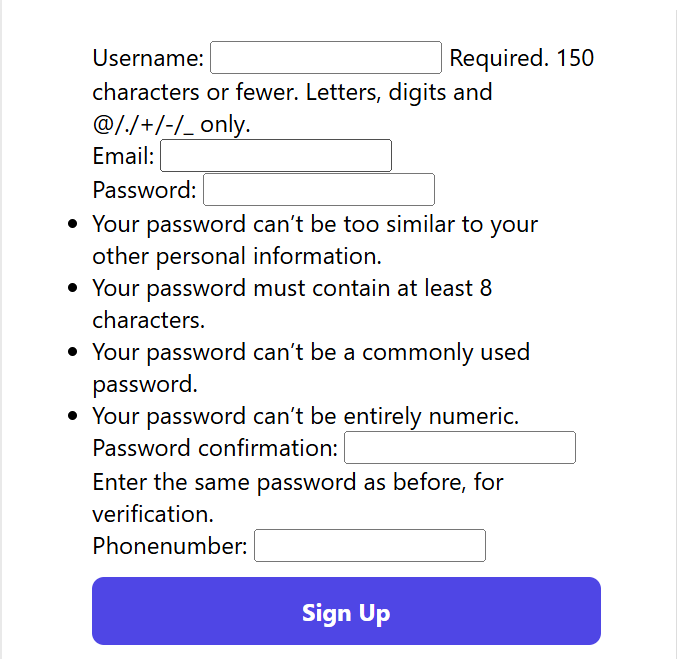 Username: Required. 150
characters or fewer. Letters, digits and
@/./+/-/_ only.
Email:
Password:
Your password can’t be too similar to your
other personal information.
Your password must contain at least 8
characters.
Your password can’t be a commonly used
password.
Your password can’t be entirely numeric.
Password confirmation:
Enter the same password as before, for
verification.
Phonenumber:
Sign Up